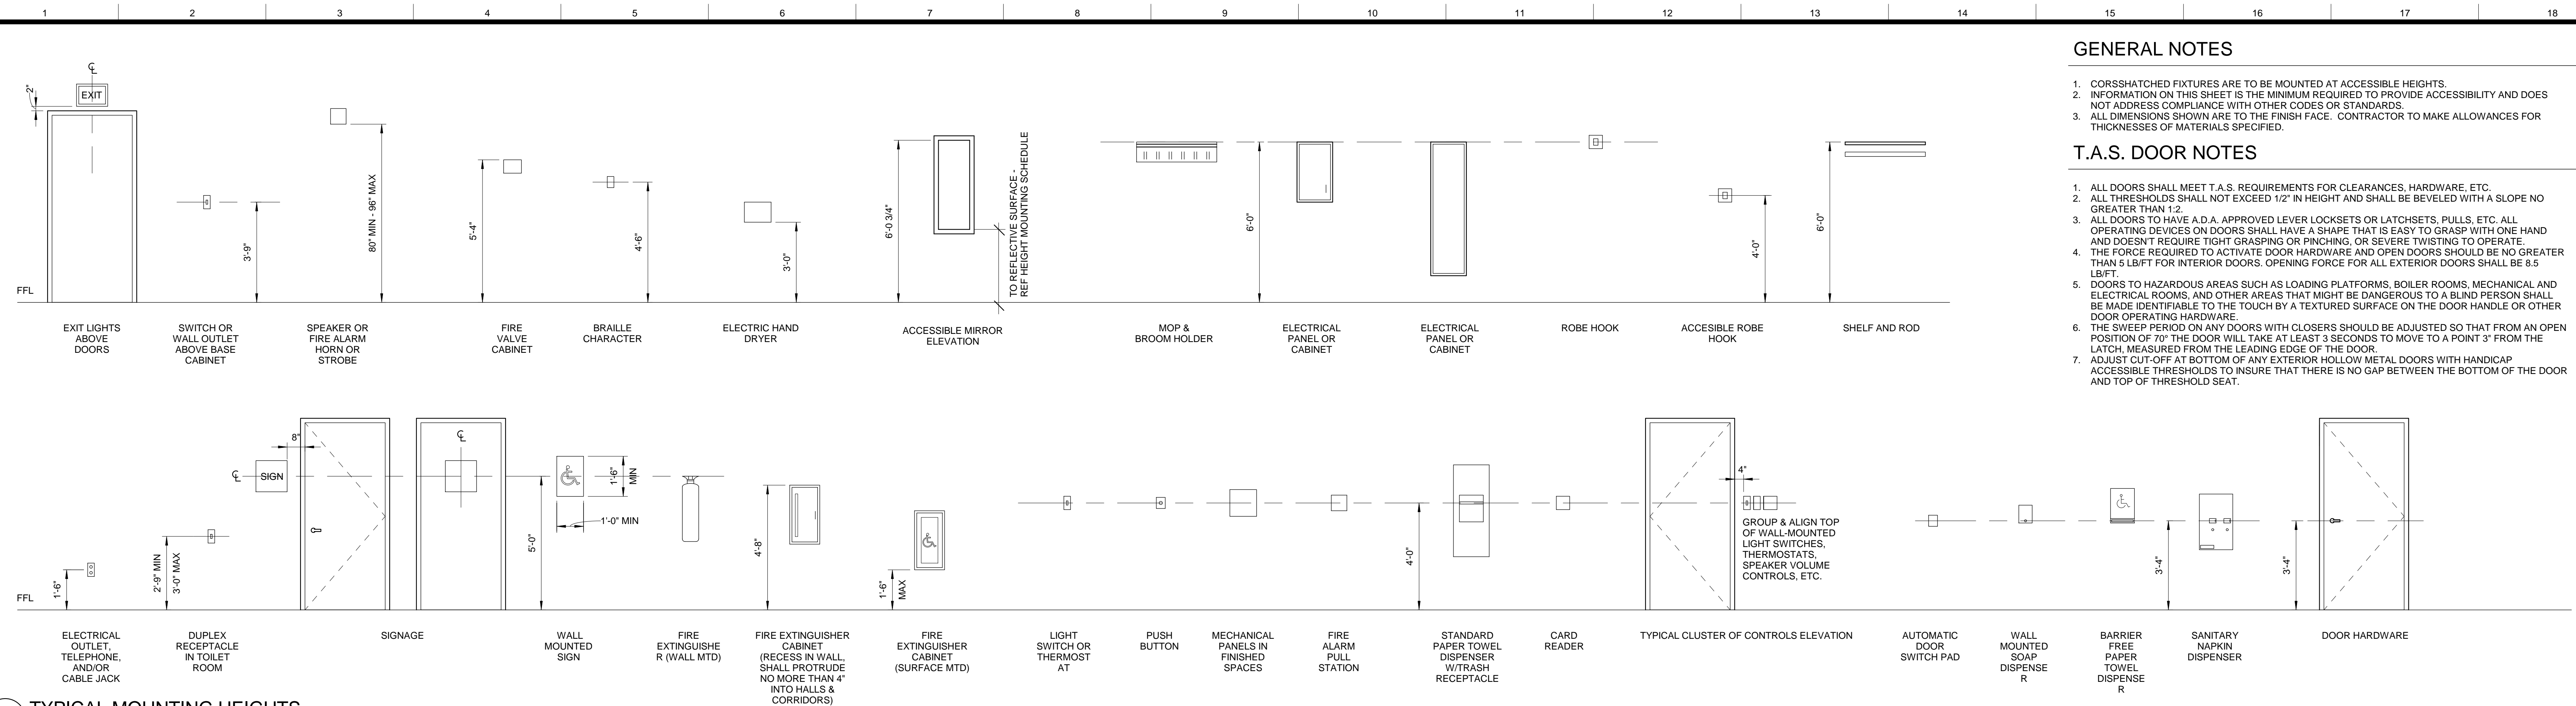 1 2 3 4 5 6 7 8 9 10 11 12 13 14 15 16 17 18
GENERAL NOTES
1. CORSSHATCHED FIXTURES ARE TO BE MOUNTED AT ACCESSIBLE HEIGHTS.
2. INFORMATION ON THIS SHEET IS THE MINIMUM REQUIRED TO PROVIDE ACCESSIBILITY AND DOES
NOT ADDRESS COMPLIANCE WITH OTHER CODES OR STANDARDS.
3. ALL DIMENSIONS SHOWN ARE TO THE FINISH FACE. CONTRACTOR TO MAKE ALLOWANCES FOR
THICKNESSES OF MATERIALS SPECIFIED.
T.A.S. DOOR NOTES
1. ALL DOORS SHALL MEET T.A.S. REQUIREMENTS FOR CLEARANCES, HARDWARE, ETC.
2. ALL THRESHOLDS SHALL NOT EXCEED 1/2" IN HEIGHT AND SHALL BE BEVELED WITH A SLOPE NO
GREATER THAN 1:2.
3. ALL DOORS TO HAVE A.D.A. APPROVED LEVER LOCKSETS OR LATCHSETS, PULLS, ETC. ALL
OPERATING DEVICES ON DOORS SHALL HAVE A SHAPE THAT IS EASY TO GRASP WITH ONE HAND
AND DOESN'T REQUIRE TIGHT GRASPING OR PINCHING, OR SEVERE TWISTING TO OPERATE.
4. THE FORCE REQUIRED TO ACTIVATE DOOR HARDWARE AND OPEN DOORS SHOULD BE NO GREATER
THAN 5 LB/FT FOR INTERIOR DOORS. OPENING FORCE FOR ALL EXTERIOR DOORS SHALL BE 8.5
LB/FT.
5. DOORS TO HAZARDOUS AREAS SUCH AS LOADING PLATFORMS, BOILER ROOMS, MECHANICAL AND
ELECTRICAL ROOMS, AND OTHER AREAS THAT MIGHT BE DANGEROUS TO A BLIND PERSON SHALL
BE MADE IDENTIFIABLE TO THE TOUCH BY A TEXTURED SURFACE ON THE DOOR HANDLE OR OTHER
DOOR OPERATING HARDWARE.
6. THE SWEEP PERIOD ON ANY DOORS WITH CLOSERS SHOULD BE ADJUSTED SO THAT FROM AN OPEN
POSITION OF 70° THE DOOR WILL TAKE AT LEAST 3 SECONDS TO MOVE TO A POINT 3" FROM THE
LATCH, MEASURED FROM THE LEADING EDGE OF THE DOOR.
7. ADJUST CUT-OFF AT BOTTOM OF ANY EXTERIOR HOLLOW METAL DOORS WITH HANDICAP
ACCESSIBLE THRESHOLDS TO INSURE THAT THERE IS NO GAP BETWEEN THE BOTTOM OF THE DOOR
AND TOP OF THRESHOLD SEAT.
℄
2"
EXIT
3'-9"
80" MIN - 96" MAX
5'-4"
4'-6"
3'-0"
6'-0 3/4"
TO REFLECTIVE SURFACE -
REF HEIGHT MOUNTING SCHEDULE
6'-0"
4'-0"
6'-0"
FFL
EXIT LIGHTS
ABOVE
DOORS
SWITCH OR
WALL OUTLET
ABOVE BASE
CABINET
SPEAKER OR
FIRE ALARM
HORN OR
STROBE
FIRE
VALVE
CABINET
BRAILLE
CHARACTER
ELECTRIC HAND
DRYER
ACCESSIBLE MIRROR
ELEVATION
MOP &
BROOM HOLDER
ELECTRICAL
PANEL OR
CABINET
ELECTRICAL
PANEL OR
CABINET
ROBE HOOK
ACCESIBLE ROBE
HOOK
SHELF AND ROD
1'-6"
2'-9" MIN
3'-0" MAX
8"
℄
SIGN
℄
5'-0"
1'-6"
MIN
1'-0" MIN
4'-8"
1'-6"
MAX
4'-0"
4"
GROUP & ALIGN TOP
OF WALL-MOUNTED
LIGHT SWITCHES,
THERMOSTATS,
SPEAKER VOLUME
CONTROLS, ETC.
3'-4"
3'-4"
FFL
ELECTRICAL
OUTLET,
TELEPHONE,
AND/OR
CABLE JACK
DUPLEX
RECEPTACLE
IN TOILET
ROOM
SIGNAGE
WALL
MOUNTED
SIGN
FIRE
EXTINGUISHE
R (WALL MTD)
FIRE EXTINGUISHER
CABINET
(RECESS IN WALL,
SHALL PROTRUDE
NO MORE THAN 4"
INTO HALLS &
CORRIDORS)
FIRE
EXTINGUISHER
CABINET
(SURFACE MTD)
LIGHT
SWITCH OR
THERMOST
AT
PUSH
BUTTON
MECHANICAL
PANELS IN
FINISHED
SPACES
FIRE
ALARM
PULL
STATION
STANDARD
PAPER TOWEL
DISPENSER
W/TRASH
RECEPTACLE
CARD
READER
TYPICAL CLUSTER OF CONTROLS ELEVATION
AUTOMATIC
DOOR
SWITCH PAD
WALL
MOUNTED
SOAP
DISPENSE
R
BARRIER
FREE
PAPER
TOWEL
DISPENSE
R
SANITARY
NAPKIN
DISPENSER
DOOR HARDWARE
TYPICAL MOUNTING HEIGHTS